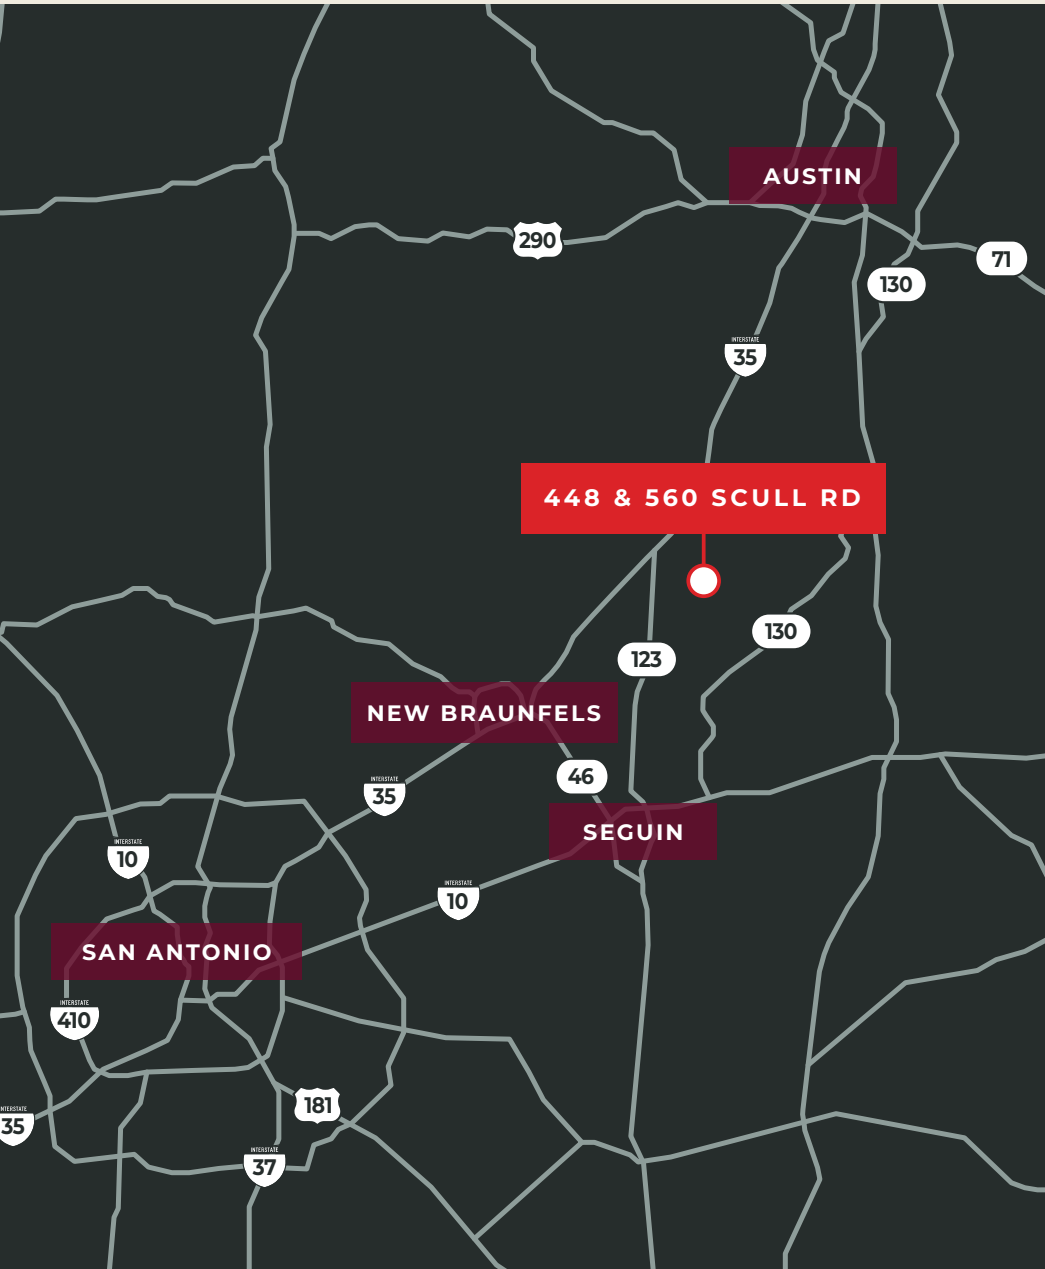 AUSTIN
290
71
130
INTERSTATE
35
448 & 560 SCULL RD
130
123
NEW BRAUNFELS
46
INTERSTATE
35
SEGUIN
INTERSTATE
10
INTERSTATE
10
SAN ANTONIO
INTERSTATE
410
181
INTERSTATE
35
INTERSTATE
37